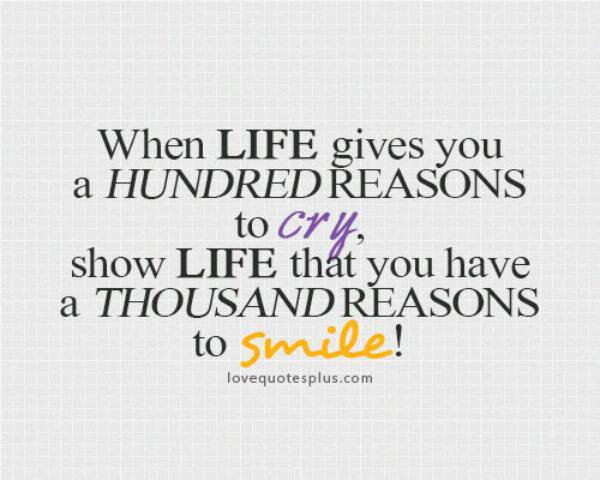 When LIFE gives you
a HUNDRED REASONS
to cry,
show LIFE that you have
a THOUSAND REASONS
to smile!
lovequotesplus.com